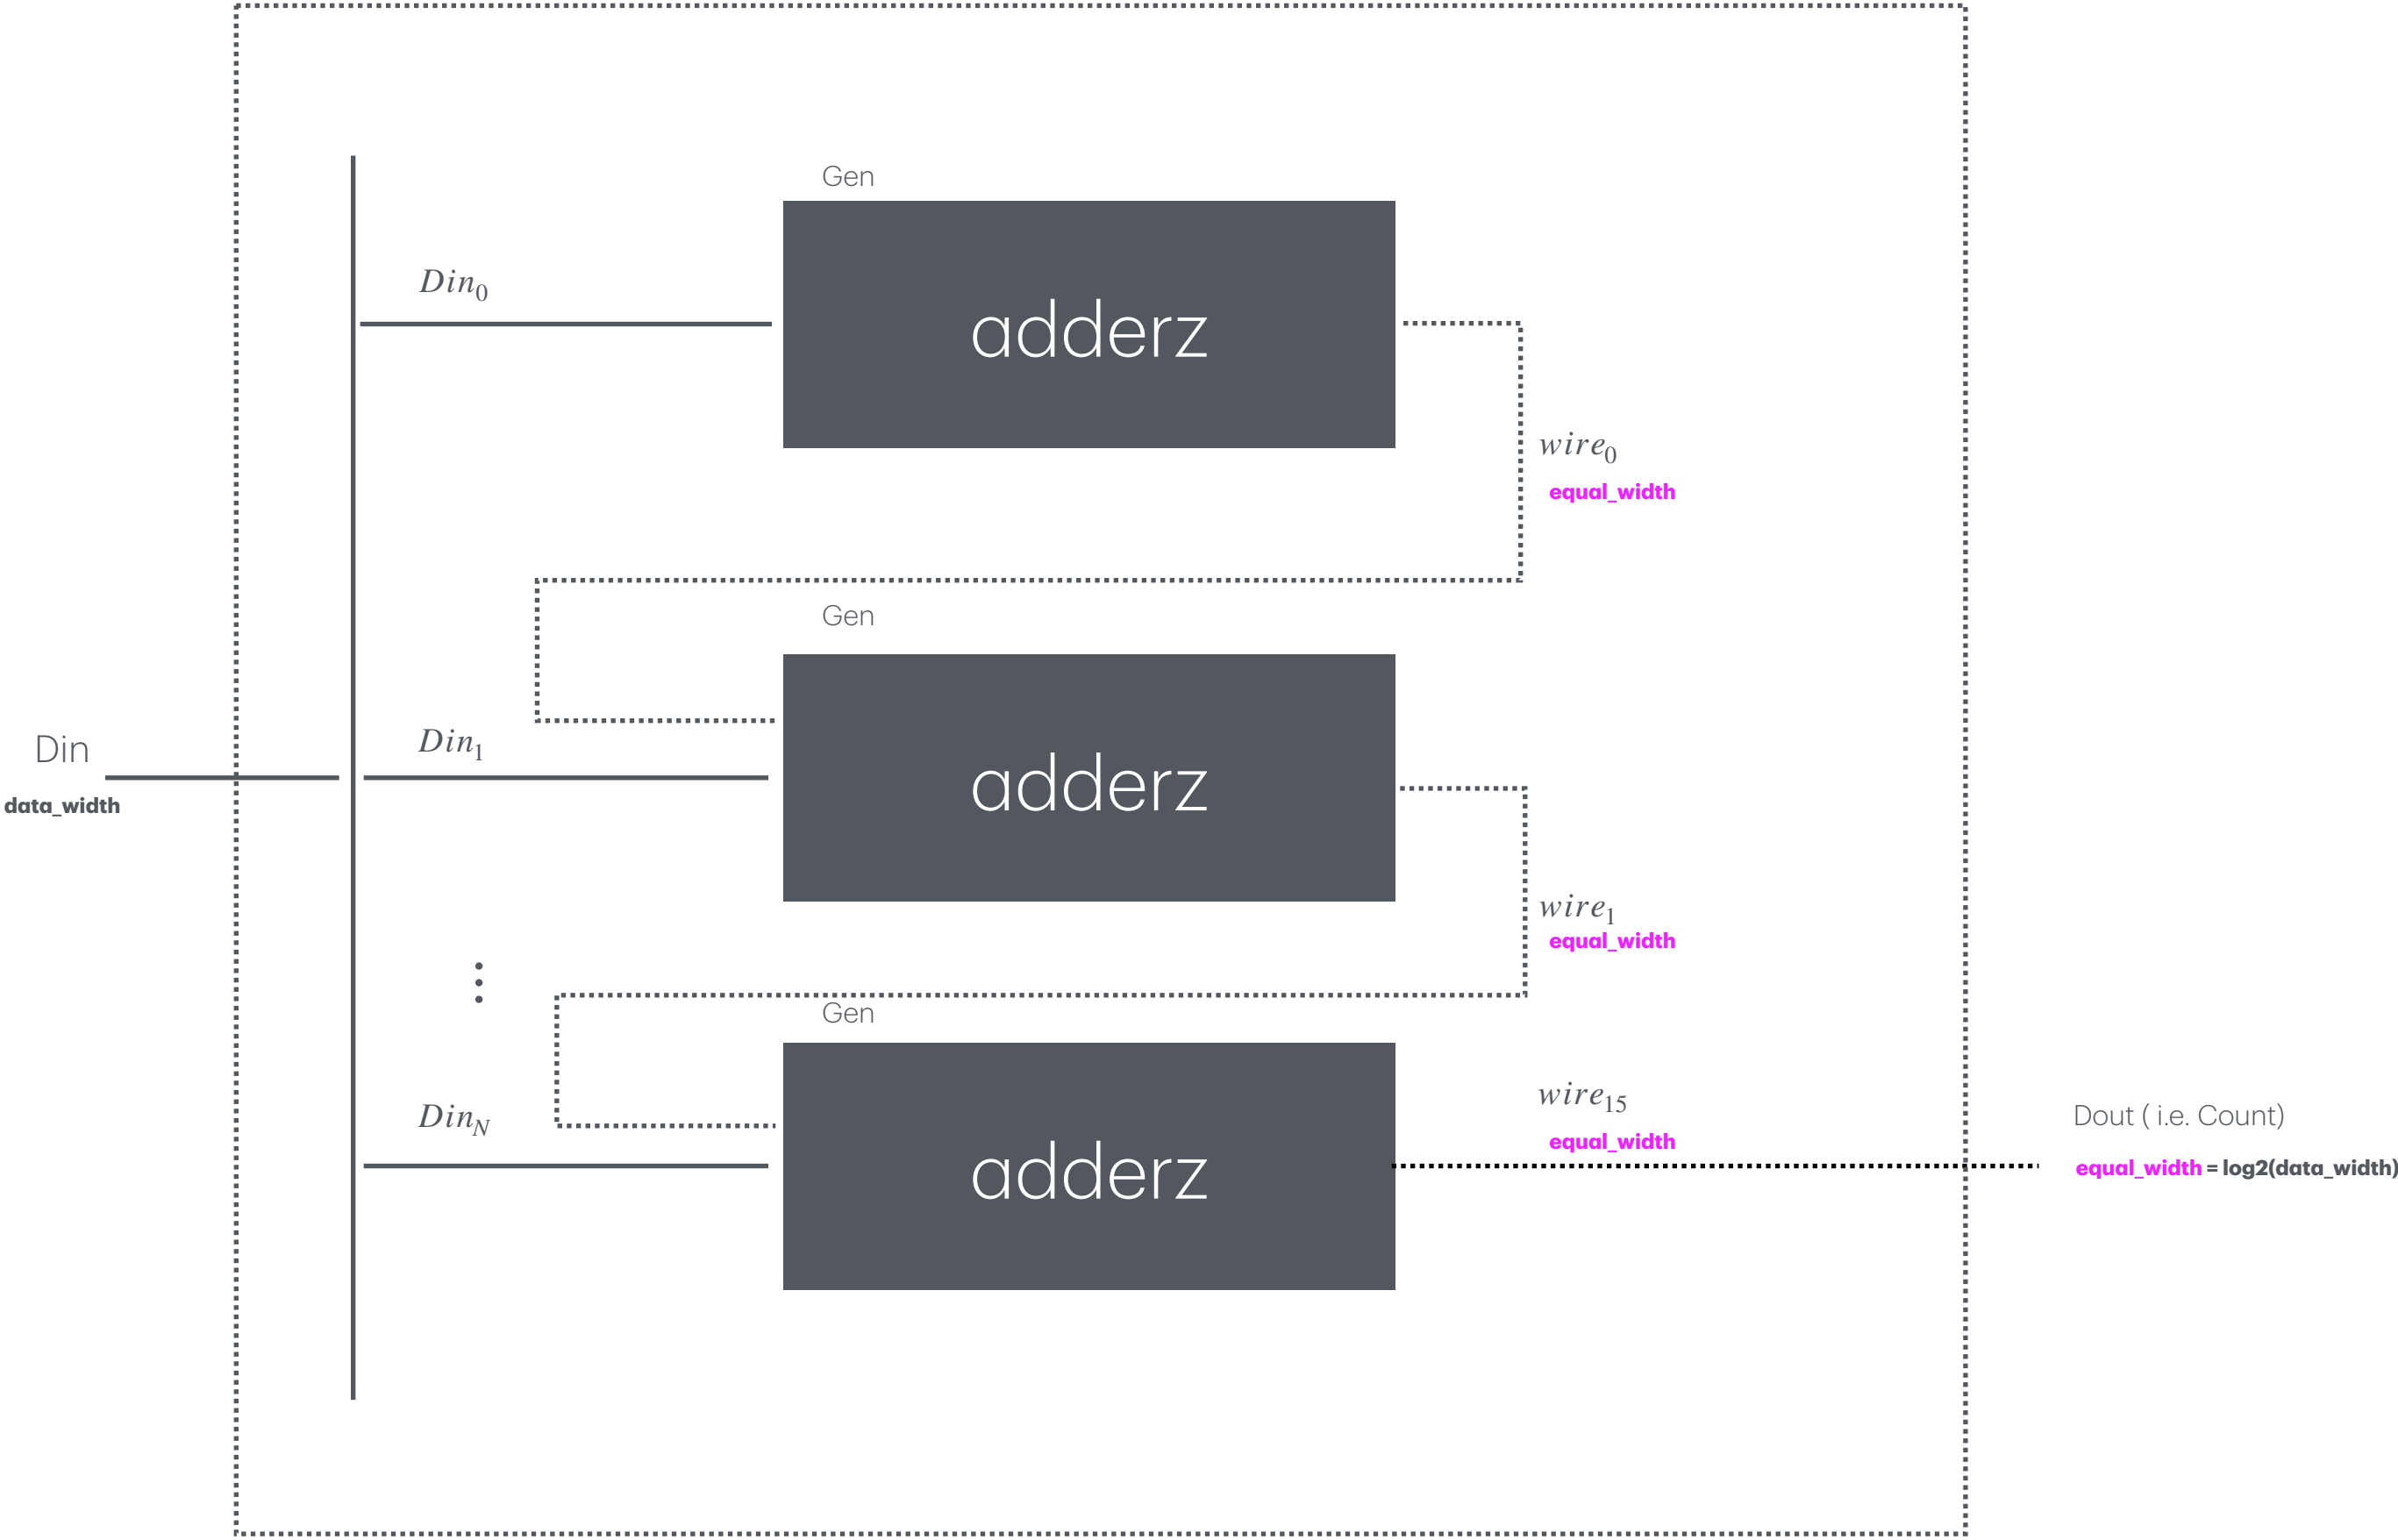 Gen
Din₀
adderz
wire₀
equal_width
Gen
Din
data_width
Din₁
adderz
wire₁
equal_width
⋮
Gen
Din_N
adderz
wire₁₅
equal_width
Dout ( i.e. Count)
equal_width = log2(data_width)